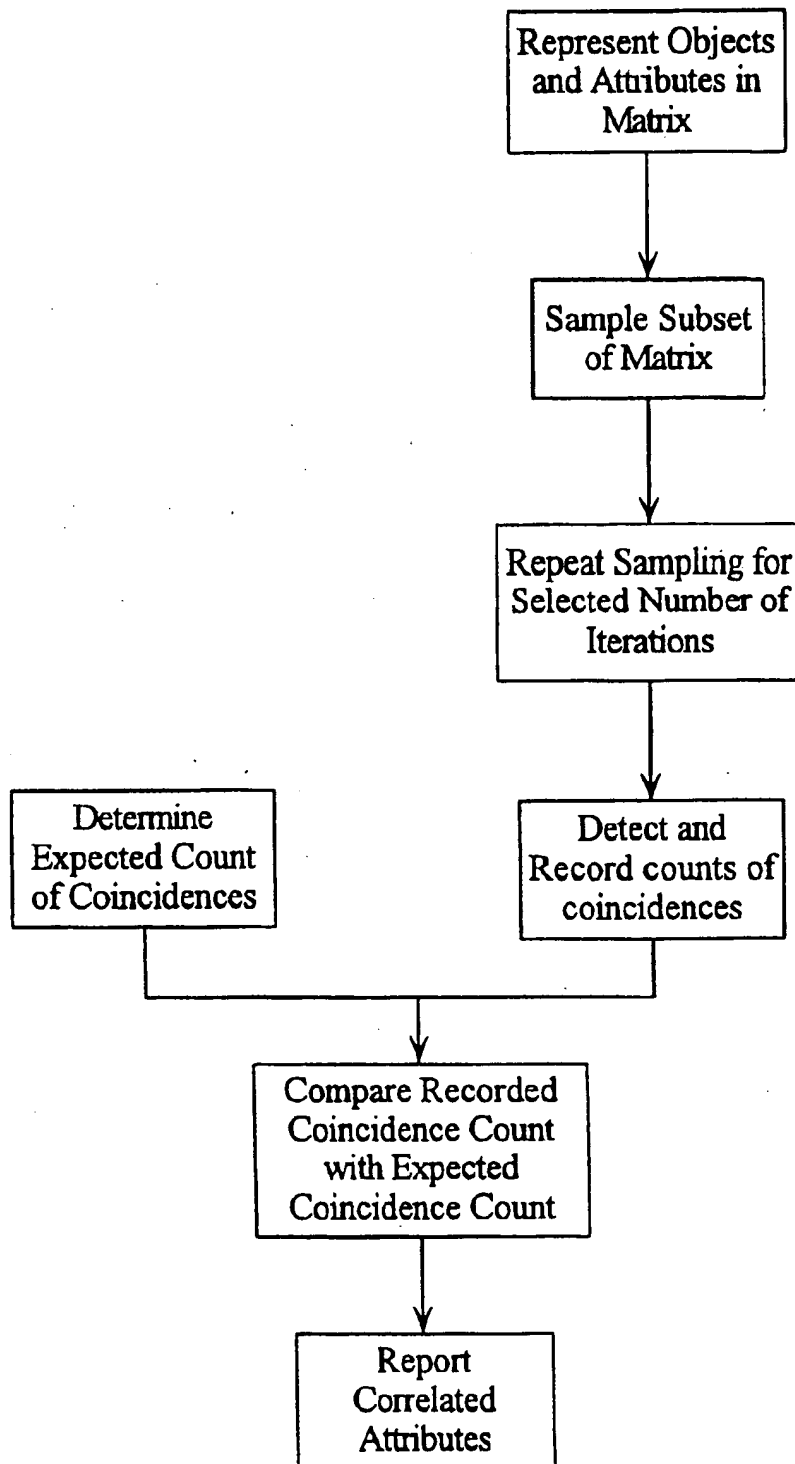 Represent Objects
and Attributes in
Matrix
Sample Subset
of Matrix
Repeat Sampling for
Selected Number of
Iterations
Determine
Expected Count
of Coincidences
Detect and
Record counts of
coincidences
Compare Recorded
Coincidence Count
with Expected
Coincidence Count
Report
Correlated
Attributes